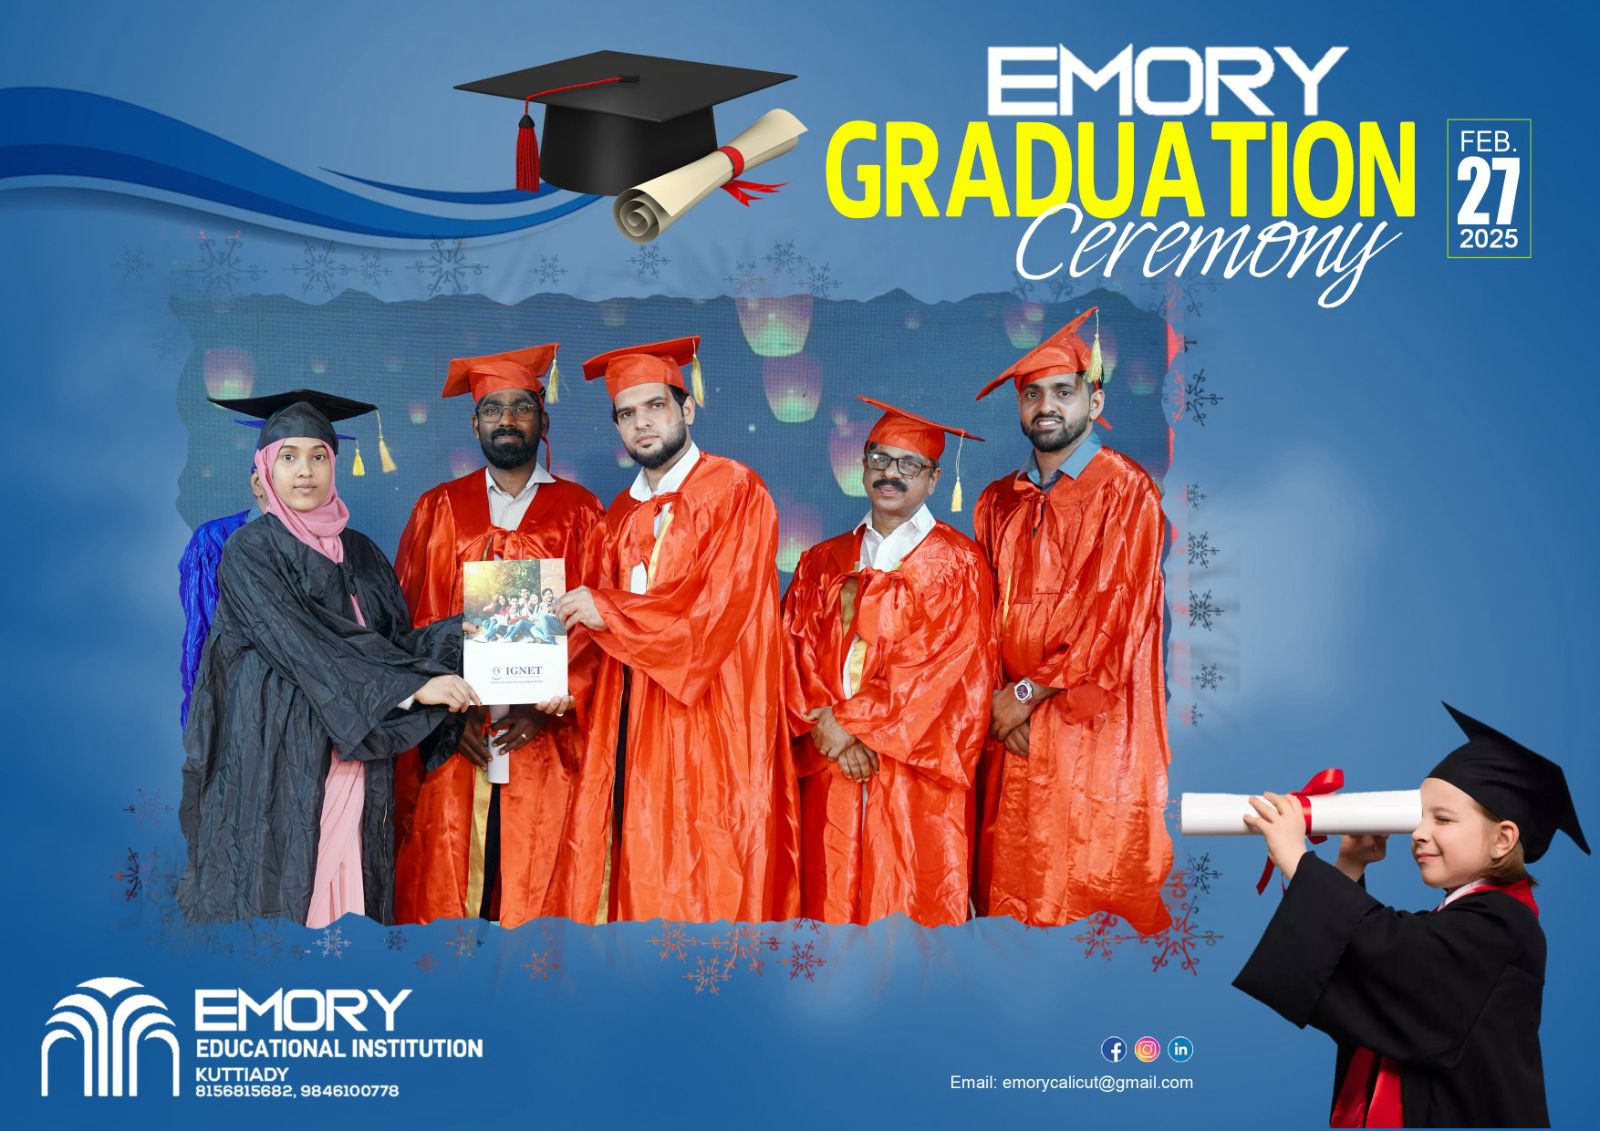 EMORY
GRADUATION
Ceremony
FEB.
27
2025
IGNET
EMORY
EDUCATIONAL INSTITUTION
KUTTIADY
8156815682, 9846100778
Email: emorycalicut@gmail.com